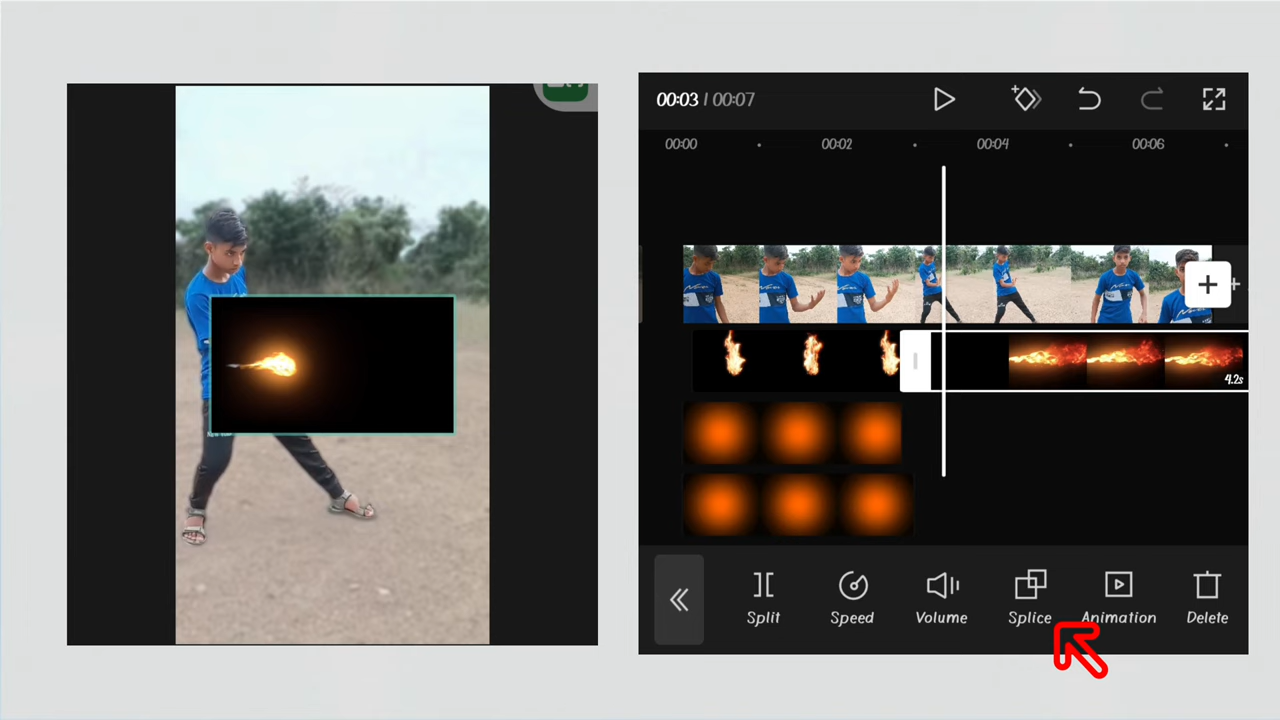 00:03 / 00:07
00:00 00:02 00:04 00:06
4.2s
Split Speed Volume Splice Animation Delete